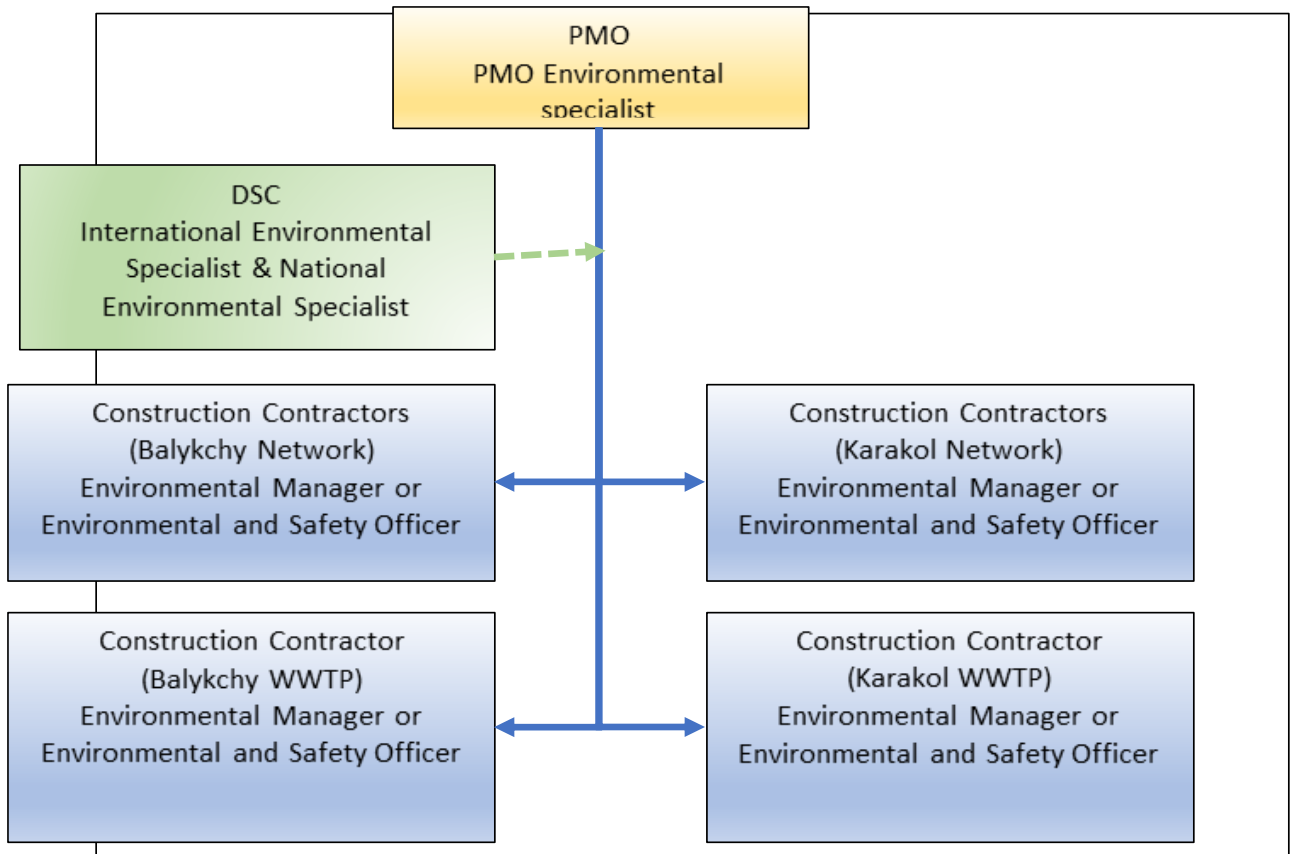 PMO
PMO Environmental
specialist
DSC
International Environmental
Specialist & National
Environmental Specialist
Construction Contractors
(Balykchy Network)
Environmental Manager or
Environmental and Safety Officer
Construction Contractors
(Karakol Network)
Environmental Manager or
Environmental and Safety Officer
Construction Contractor
(Balykchy WWTP)
Environmental Manager or
Environmental and Safety Officer
Construction Contractor
(Karakol WWTP)
Environmental Manager or
Environmental and Safety Officer